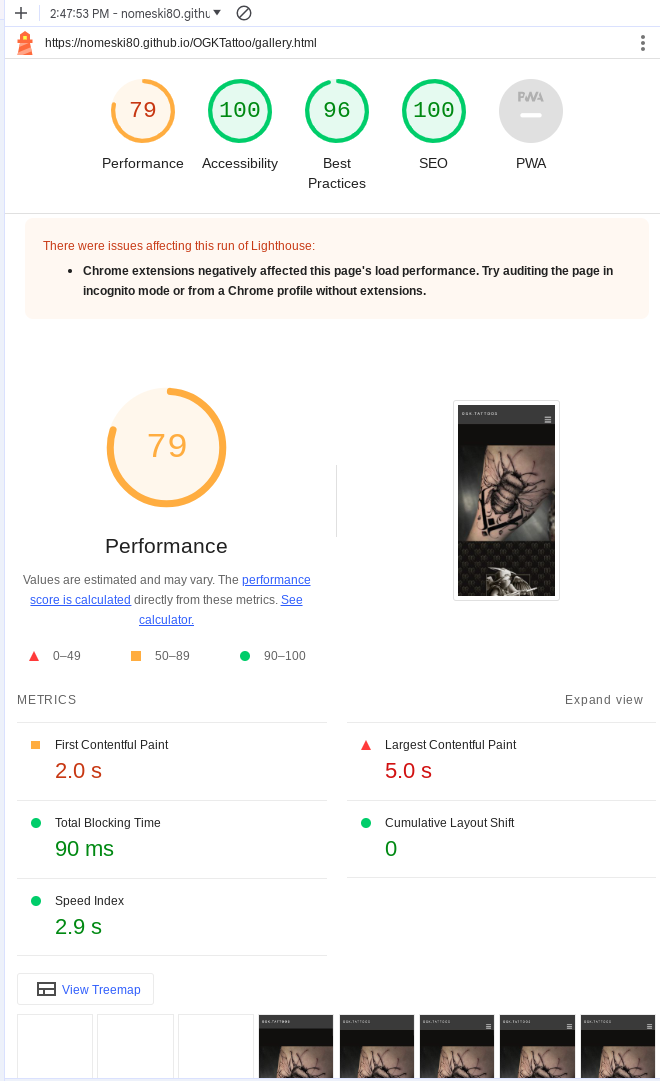 2:47:53 PM - nomeski80.githu
https://nomeski80.github.io/OGKTattoo/gallery.html
79
100
96
100
PWA
Performance
Accessibility
Best
Practices
SEO
PWA
There were issues affecting this run of Lighthouse:
Chrome extensions negatively affected this page's load performance. Try auditing the page in
incognito mode or from a Chrome profile without extensions.
79
OGK.TATTOOS
Performance
Values are estimated and may vary. The performance
score is calculated directly from these metrics. See
calculator.
0–49
50–89
90–100
METRICS
Expand view
First Contentful Paint
2.0 s
Largest Contentful Paint
5.0 s
Total Blocking Time
90 ms
Cumulative Layout Shift
0
Speed Index
2.9 s
View Treemap
OGK.TATTOOS
OGK.TATTOOS
OGK.TATTOOS
OGK.TATTOOS
OGK.TATTOOS